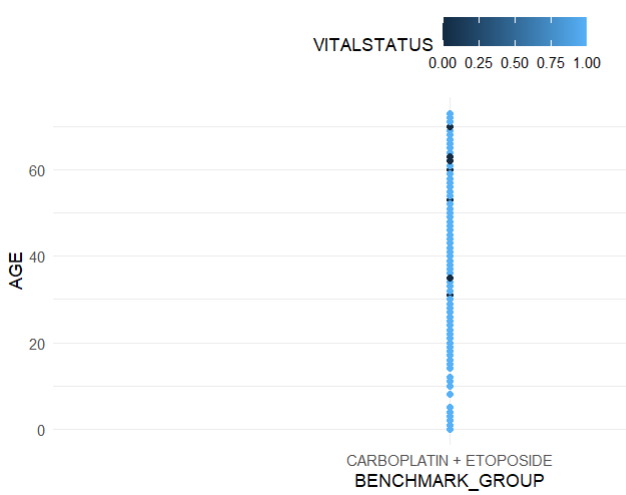 VITALSTATUS
0.00 0.25 0.50 0.75 1.00
60
40
20
0
AGE
CARBOPLATIN + ETOPOSIDE
BENCHMARK_GROUP